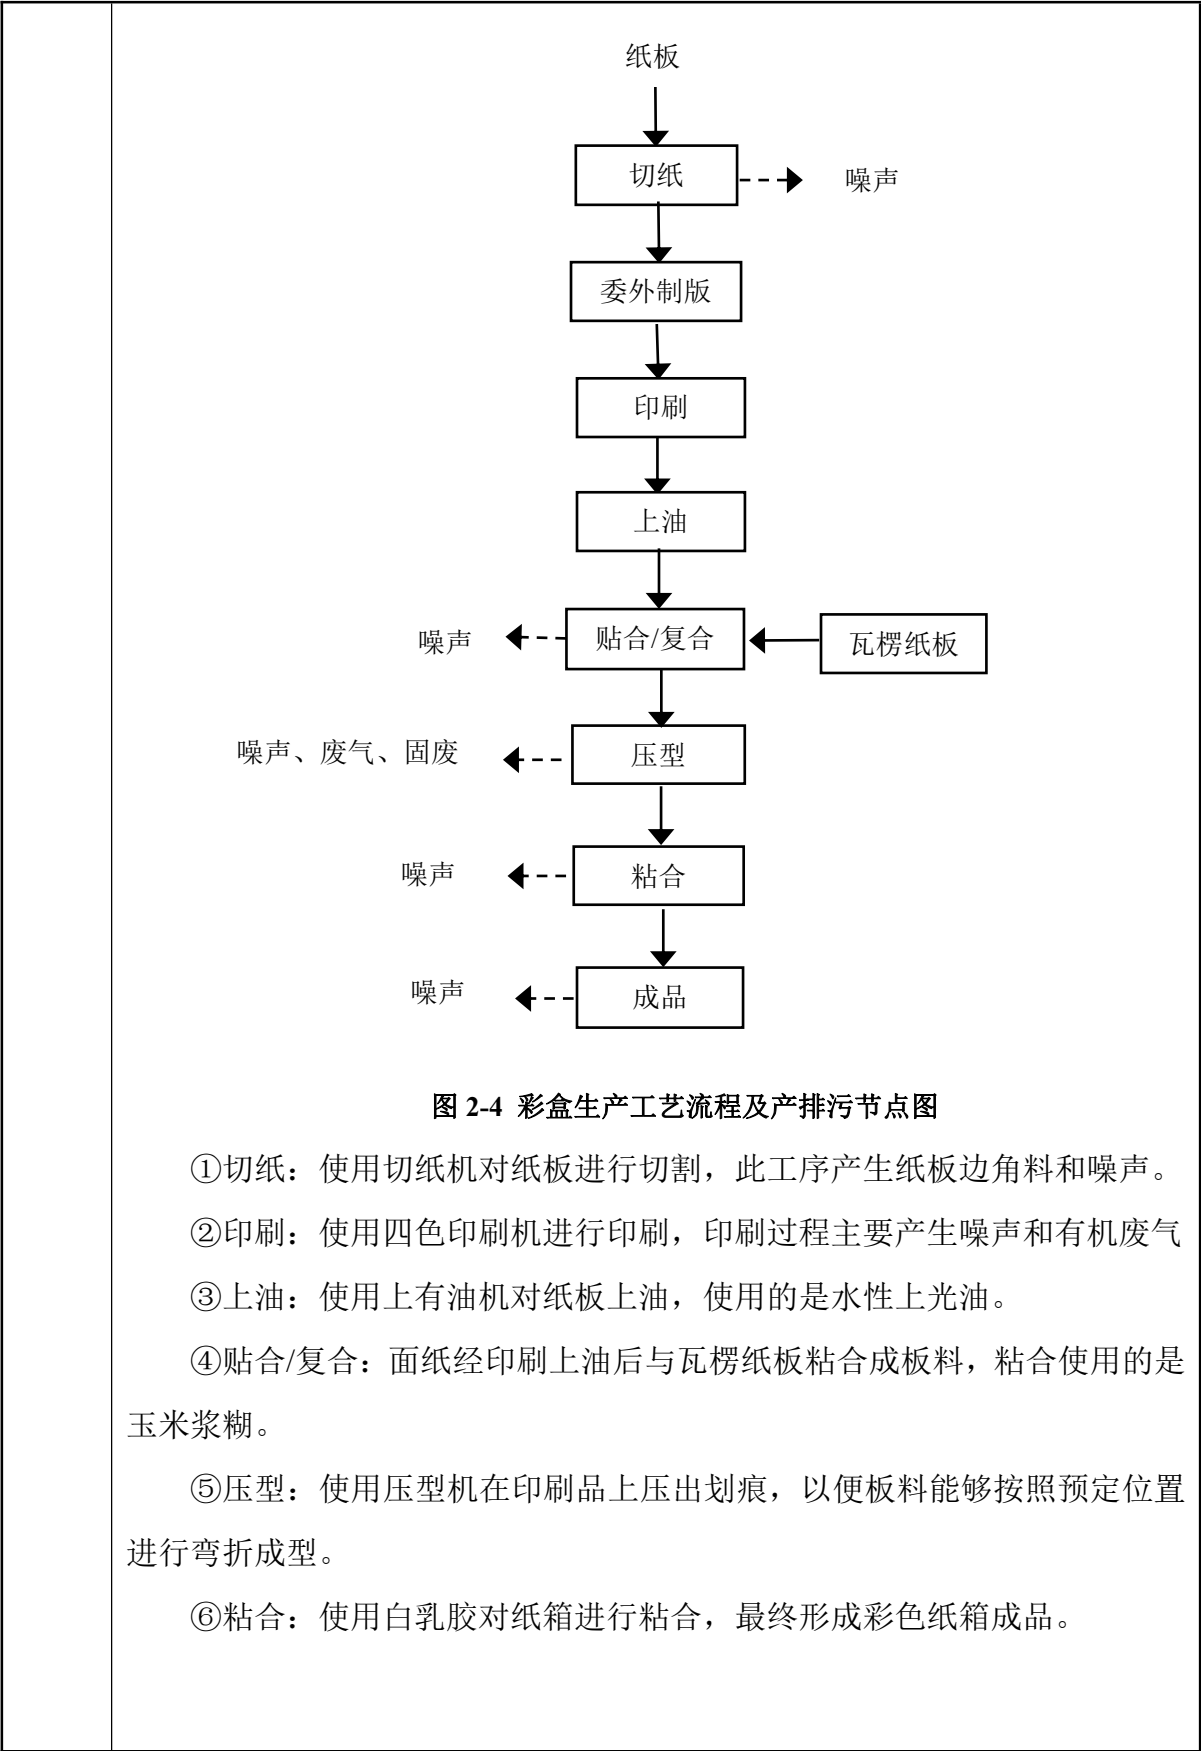 纸板
切纸
噪声
委外制版
印刷
上油
噪声
贴合/复合
瓦楞纸板
噪声、废气、固废
压型
噪声
粘合
噪声
成品
图 2-4 彩盒生产工艺流程及产排污节点图
①切纸：使用切纸机对纸板进行切割，此工序产生纸板边角料和噪声。
②印刷：使用四色印刷机进行印刷，印刷过程主要产生噪声和有机废气
③上油：使用上有油机对纸板上油，使用的是水性上光油。
④贴合/复合：面纸经印刷上油后与瓦楞纸板粘合成板料，粘合使用的是
玉米浆糊。
⑤压型：使用压型机在印刷品上压出划痕，以便板料能够按照预定位置
进行弯折成型。
⑥粘合：使用白乳胶对纸箱进行粘合，最终形成彩色纸箱成品。